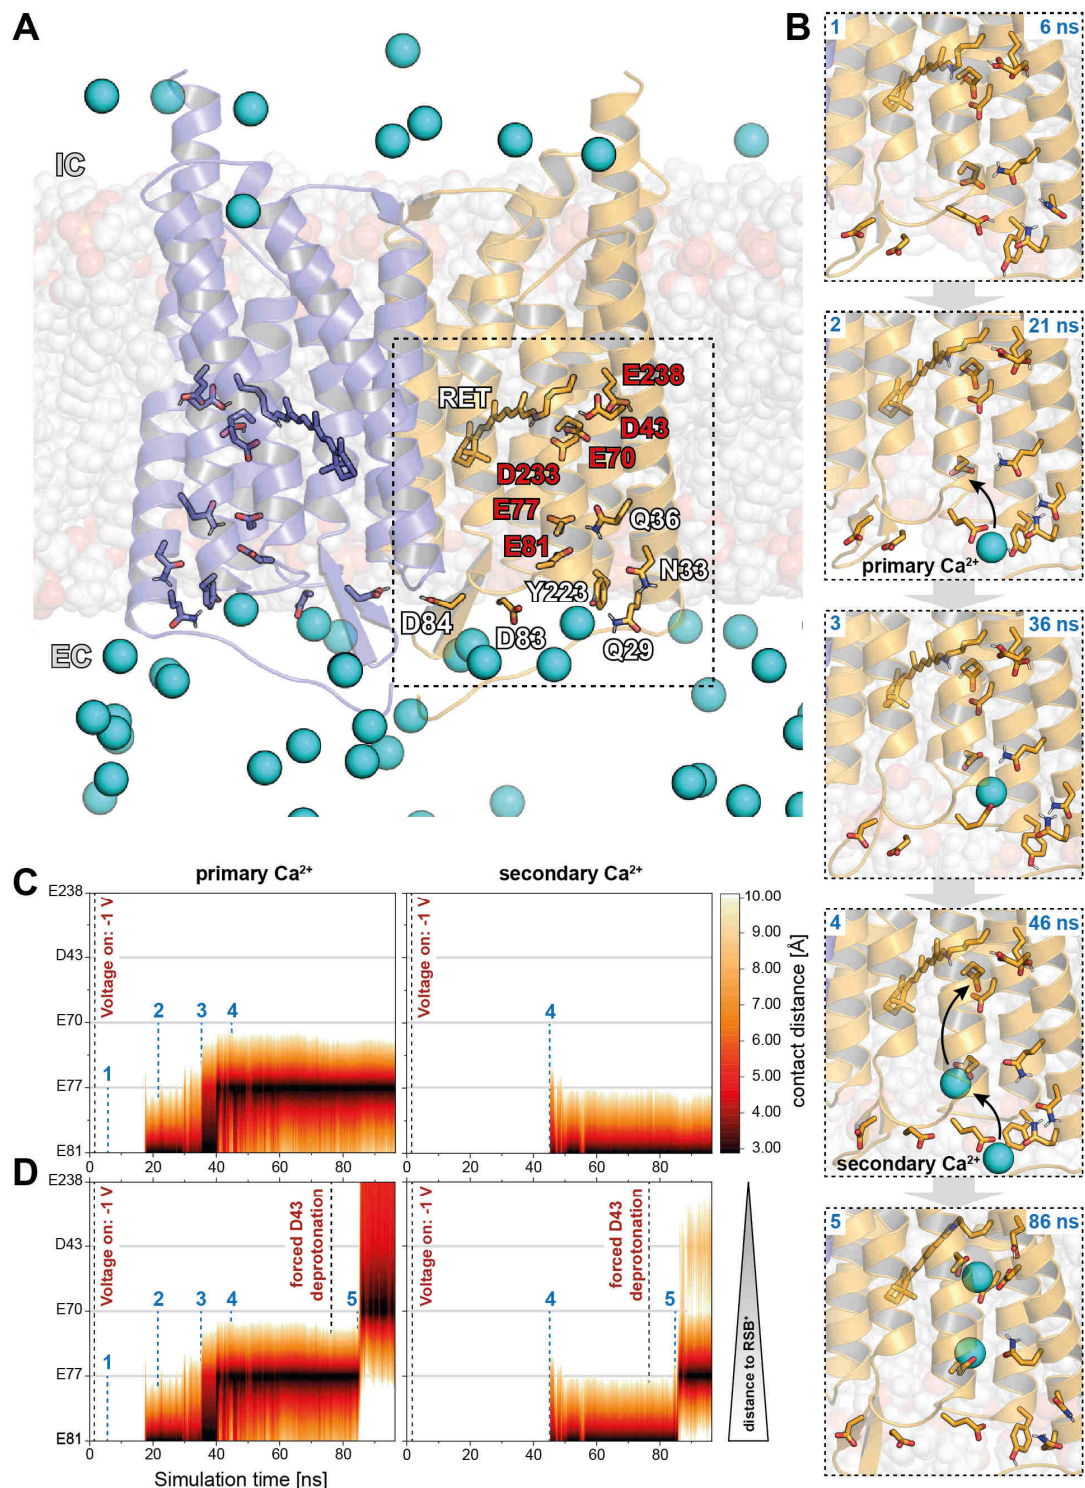 A
IC
RET
E238
D43
E70
D233
E77
Q36
E81
N33
Y223
D84
D83
Q29
EC
B
1
6 ns
2
21 ns
primary Ca²⁺
3
36 ns
4
46 ns
secondary Ca²⁺
5
86 ns
C
primary Ca²⁺
secondary Ca²⁺
E238
D43
E70
E77
E81
Voltage on: -1 V
1
2
3
4
0
20
40
60
80
Voltage on: -1 V
4
0
20
40
60
80
10.00
9.00
8.00
7.00
6.00
5.00
4.00
3.00
contact distance [Å]
D
E238
D43
E70
E77
E81
Voltage on: -1 V
forced D43
deprotonation
1
2
3
4
5
0
20
40
60
80
Simulation time [ns]
Voltage on: -1 V
forced D43
deprotonation
4
5
0
20
40
60
80
distance to RSB⁺